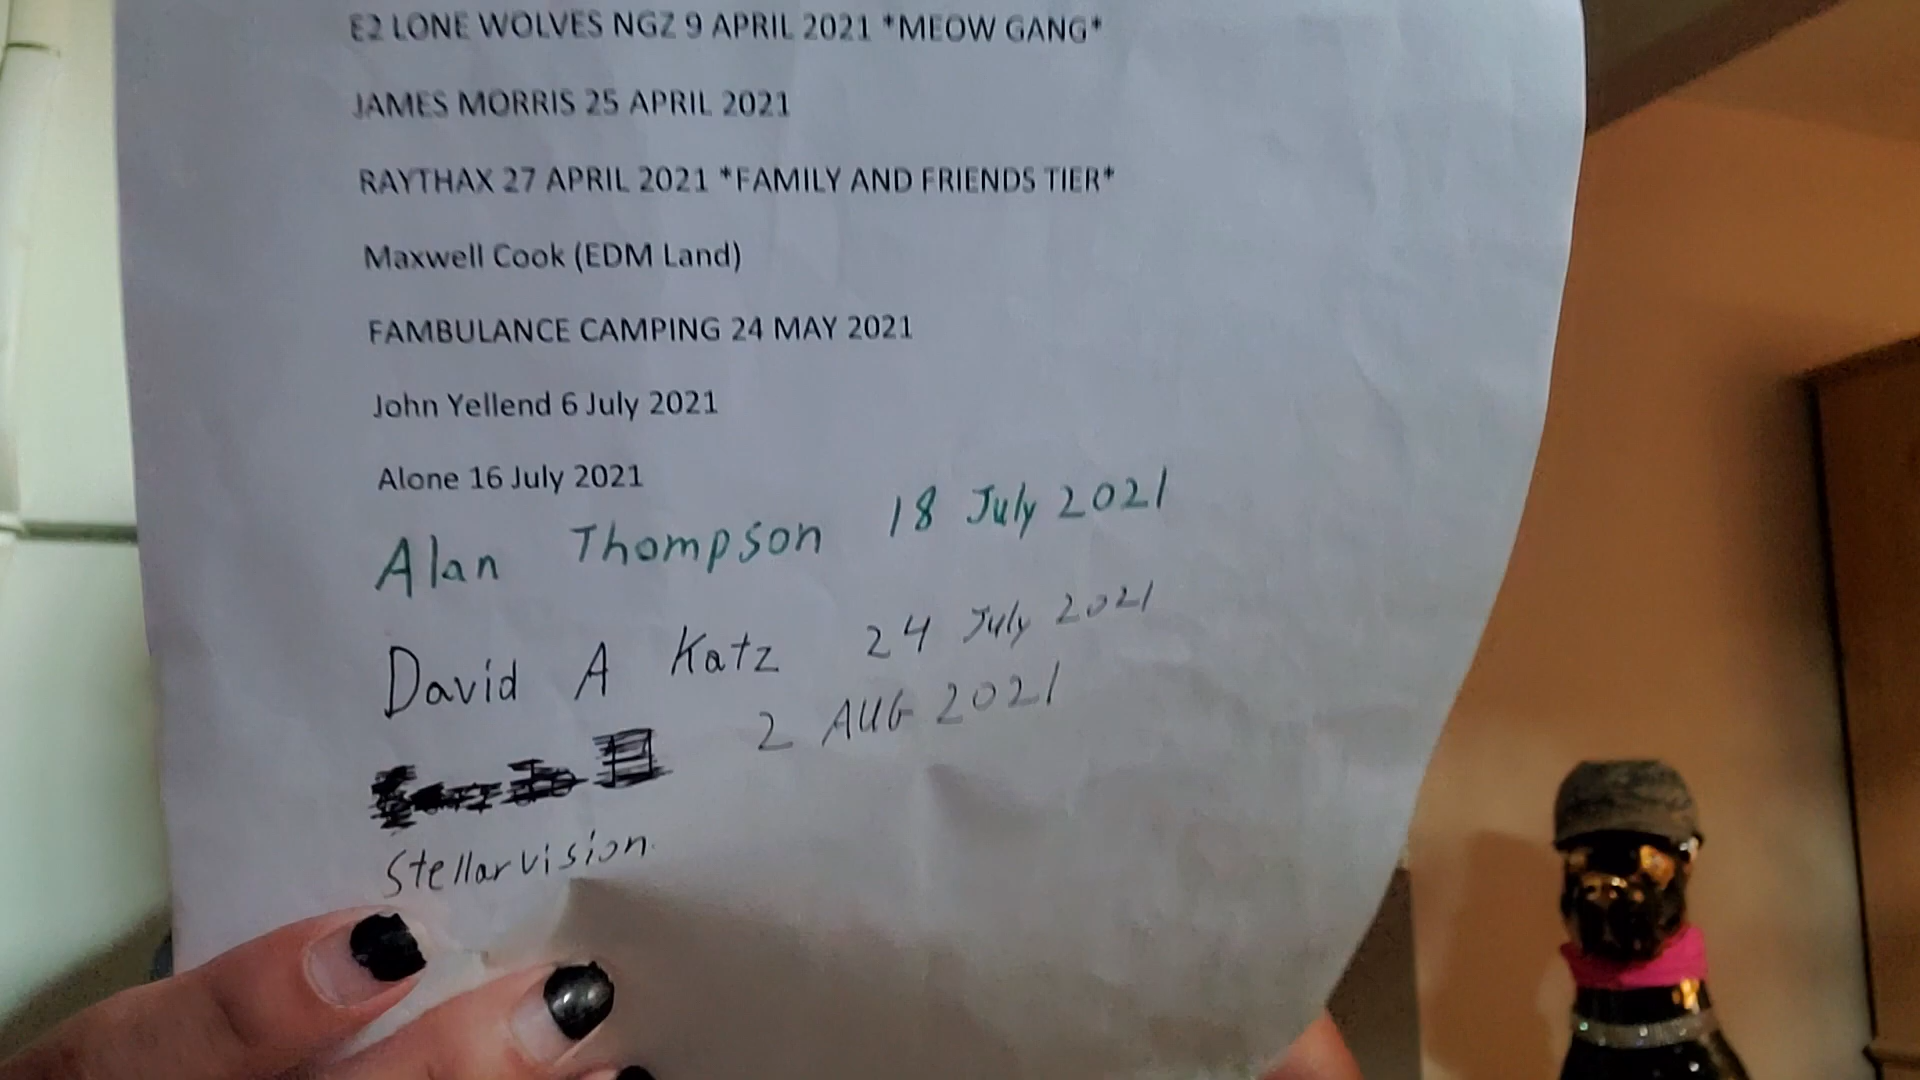 E2 LONE WOLVES NGZ 9 APRIL 2021 *MEOW GANG*
JAMES MORRIS 25 APRIL 2021
RAYTHAX 27 APRIL 2021 *FAMILY AND FRIENDS TIER*
Maxwell Cook (EDM Land)
FAMBULANCE CAMPING 24 MAY 2021
John Yellend 6 July 2021
Alone 16 July 2021
Alan Thompson 18 July 2021
David A Katz 24 July 2021
2 AUG 2021
Stellarvision